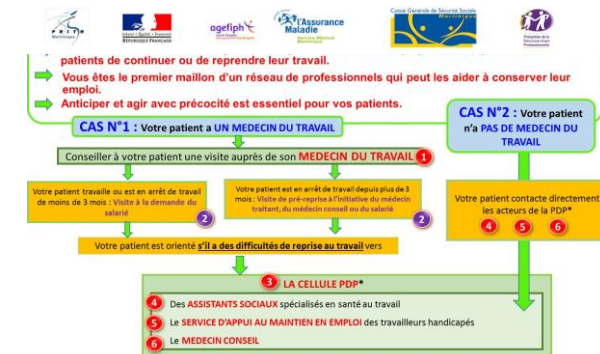 PRITH
Martinique
RÉPUBLIQUE FRANÇAISE
agefiph
l'Assurance
Maladie
Caisse Générale de Sécurité Sociale
Martinique
patients de continuer ou de reprendre leur travail.
Vous êtes le premier maillon d'un réseau de professionnels qui peut les aider à conserver leur
emploi.
Anticiper et agir avec précocité est essentiel pour vos patients.
CAS N°1 : Votre patient a UN MEDECIN DU TRAVAIL
CAS N°2 : Votre patient
n'a PAS DE MEDECIN DU
TRAVAIL
Conseiller à votre patient une visite auprès de son MEDECIN DU TRAVAIL 1
Votre patient travaille ou est en arrêt de travail
de moins de 3 mois : Visite à la demande du
salarié
2
Votre patient est en arrêt de travail depuis plus de 3
mois : Visite de pré-reprise à l'initiative du médecin
traitant, du médecin conseil ou du salarié
2
Votre patient contacte directement
les acteurs de la PDP*
4 5 6
Votre patient est orienté s'il a des difficultés de reprise au travail vers
3 LA CELLULE PDP*
4 Des ASSISTANTS SOCIAUX spécialisés en santé au travail
5 Le SERVICE D'APPUI AU MAINTIEN EN EMPLOI des travailleurs handicapés
6 Le MEDECIN CONSEIL